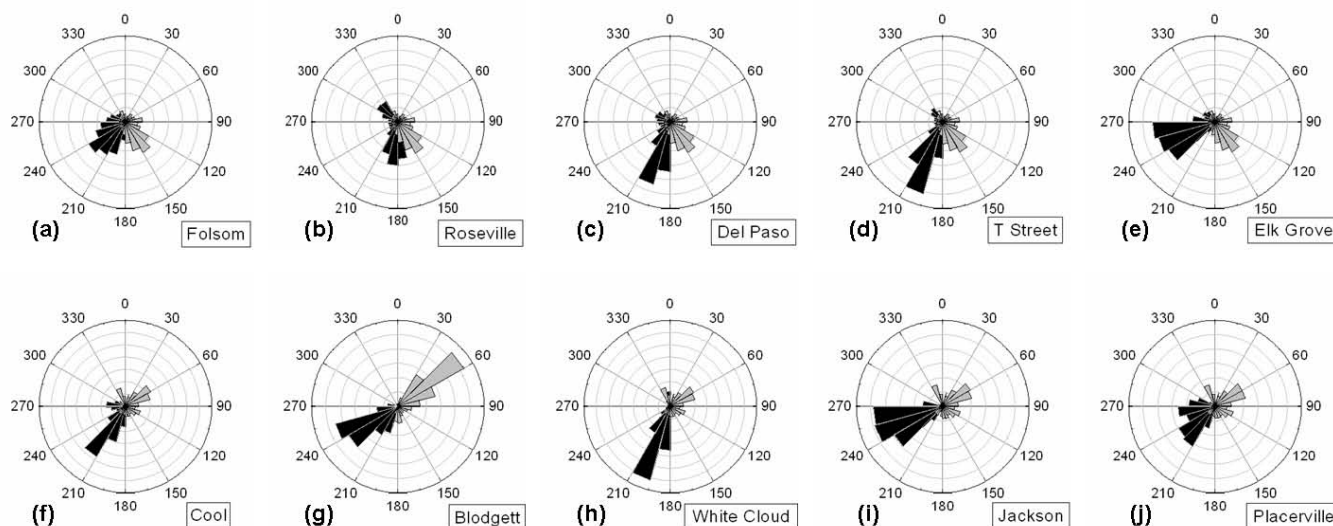 0 0 0 0 0
330 30 330 30 330 30 330 30 330 30
300 60 300 60 300 60 300 60 300 60
270 90 270 90 270 90 270 90 270 90
240 120 240 120 240 120 240 120 240 120
210 150 210 150 210 150 210 150 210 150
180 180 180 180 180
(a) Folsom (b) Roseville (c) Del Paso (d) T Street (e) Elk Grove
0 0 0 0 0
330 30 330 30 330 30 330 30 330 30
300 60 300 60 300 60 300 60 300 60
270 90 270 90 270 90 270 90 270 90
240 120 240 120 240 120 240 120 240 120
210 150 210 150 210 150 210 150 210 150
180 180 180 180 180
(f) Cool (g) Blodgett (h) White Cloud (i) Jackson (j) Placerville